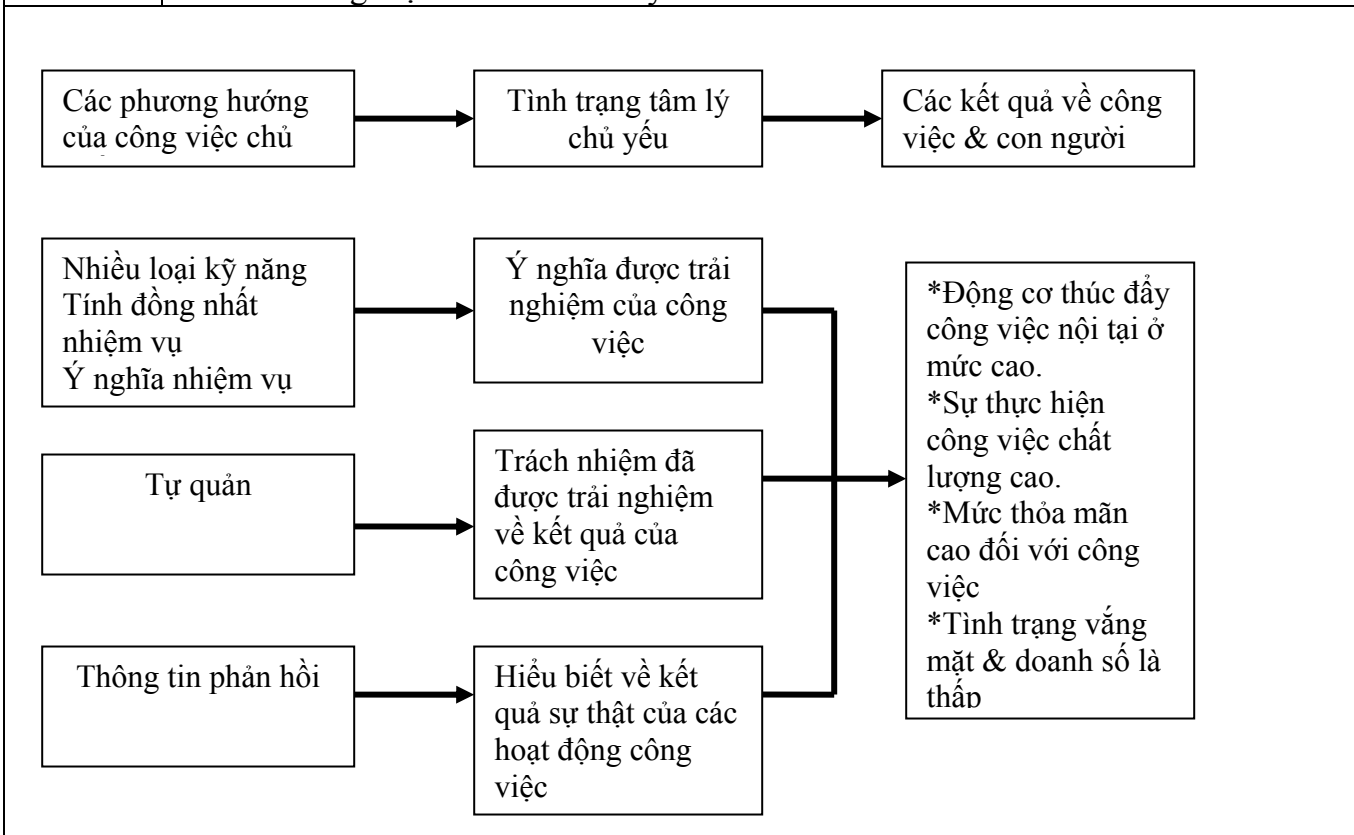 Các phương hướng
của công việc chủ
Tình trạng tâm lý
chủ yếu
Các kết quả về công
việc & con người
Nhiều loại kỹ năng
Tính đồng nhất
nhiệm vụ
Ý nghĩa nhiệm vụ
Ý nghĩa được trải
nghiệm của công
việc
*Động cơ thúc đẩy
công việc nội tại ở
mức cao.
*Sự thực hiện
công việc chất
lượng cao.
*Mức thỏa mãn
cao đối với công
việc
*Tình trạng vắng
mặt & doanh số là
thấp
Tự quản
Trách nhiệm đã
được trải nghiệm
về kết quả của
công việc
Thông tin phản hồi
Hiểu biết về kết
quả sự thật của các
hoạt động công
việc